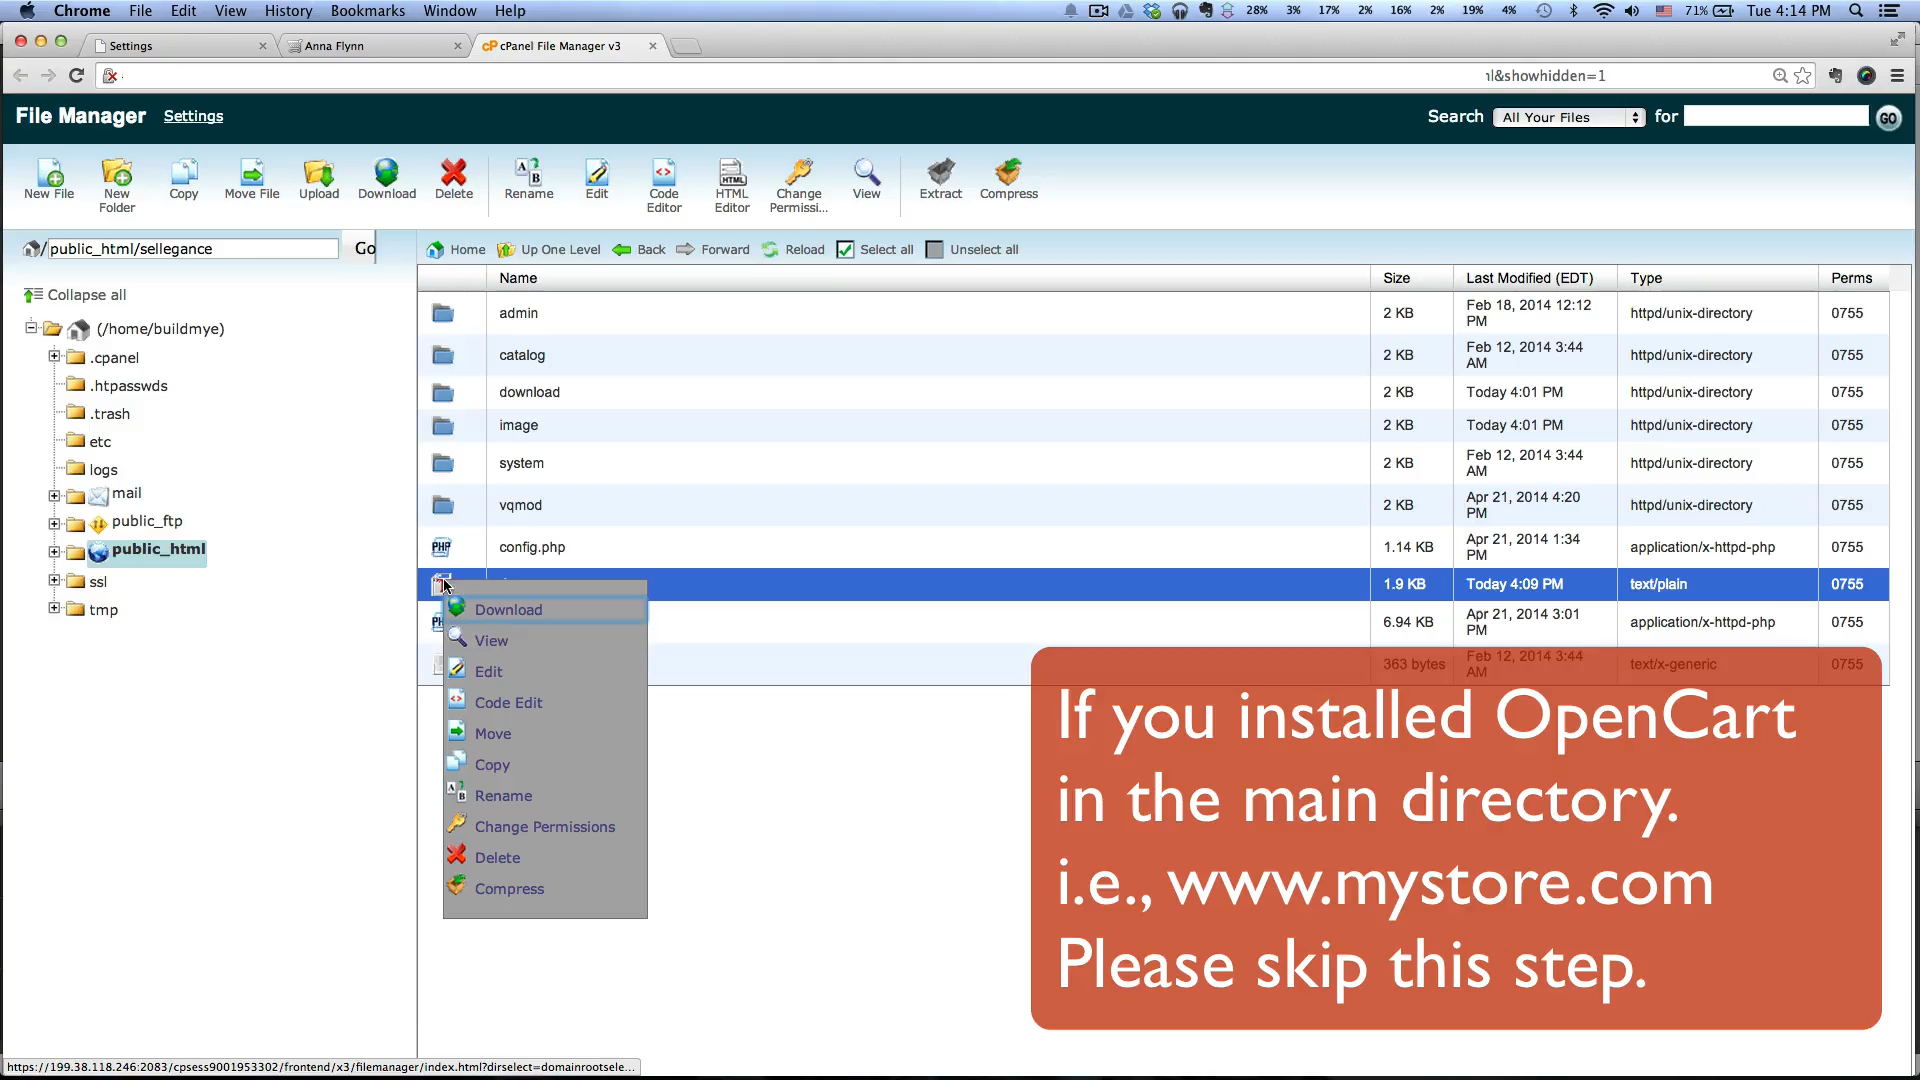 Chrome File Edit View History Bookmarks Window Help 28% 3% 17% 2% 16% 2% 19% 4% 71% Tue 4:14 PM
Settings Anna Flynn cP cPanel File Manager v3
nl&showhidden=1
File Manager Settings Search All Your Files for GO
New File New Folder Copy Move File Upload Download Delete Rename Edit Code Editor HTML Editor Change Permissi... View Extract Compress
/ public_html/sellegance Go
Home Up One Level Back Forward Reload Select all Unselect all
Collapse all
(/home/buildmye)
.cpanel
.htpasswds
.trash
etc
logs
mail
public_ftp
public_html
ssl
tmp
Name Size Last Modified (EDT) Type Perms
admin 2 KB Feb 18, 2014 12:12 PM httpd/unix-directory 0755
catalog 2 KB Feb 12, 2014 3:44 AM httpd/unix-directory 0755
download 2 KB Today 4:01 PM httpd/unix-directory 0755
image 2 KB Today 4:01 PM httpd/unix-directory 0755
system 2 KB Feb 12, 2014 3:44 AM httpd/unix-directory 0755
vqmod 2 KB Apr 21, 2014 4:20 PM httpd/unix-directory 0755
PHP config.php 1.14 KB Apr 21, 2014 1:34 PM application/x-httpd-php 0755
1.9 KB Today 4:09 PM text/plain 0755
6.94 KB Apr 21, 2014 3:01 PM application/x-httpd-php 0755
363 bytes Feb 12, 2014 3:44 AM text/x-generic 0755
Download
View
Edit
Code Edit
Move
Copy
Rename
Change Permissions
Delete
Compress
If you installed OpenCart
in the main directory.
i.e., www.mystore.com
Please skip this step.
https://199.38.118.246:2083/cpsess9001953302/frontend/x3/filemanager/index.html?dirselect=domainrootsele...